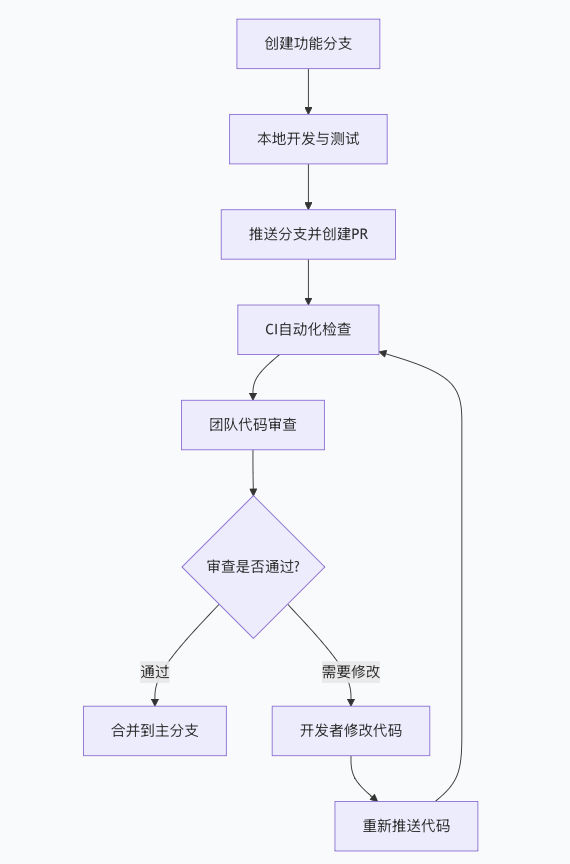 创建功能分支
本地开发与测试
推送分支并创建PR
CI自动化检查
团队代码审查
审查是否通过?
通过
需要修改
合并到主分支
开发者修改代码
重新推送代码